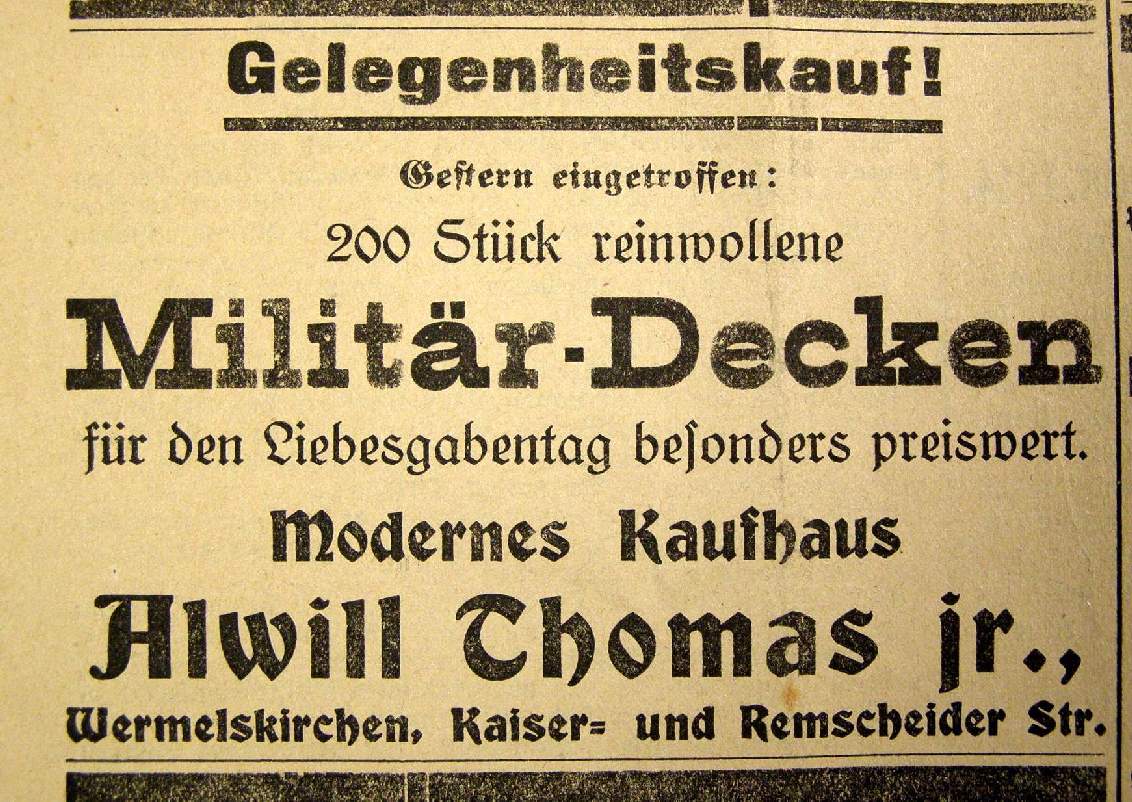 Gelegenheitskauf!
Gestern eingetroffen:
200 Stück reinwollene
Militär-Decken
für den Liebesgabentag besonders preiswert.
Modernes Kaufhaus
Alwill Thomas jr.,
Wermelskirchen, Kaiser= und Remscheider Str.